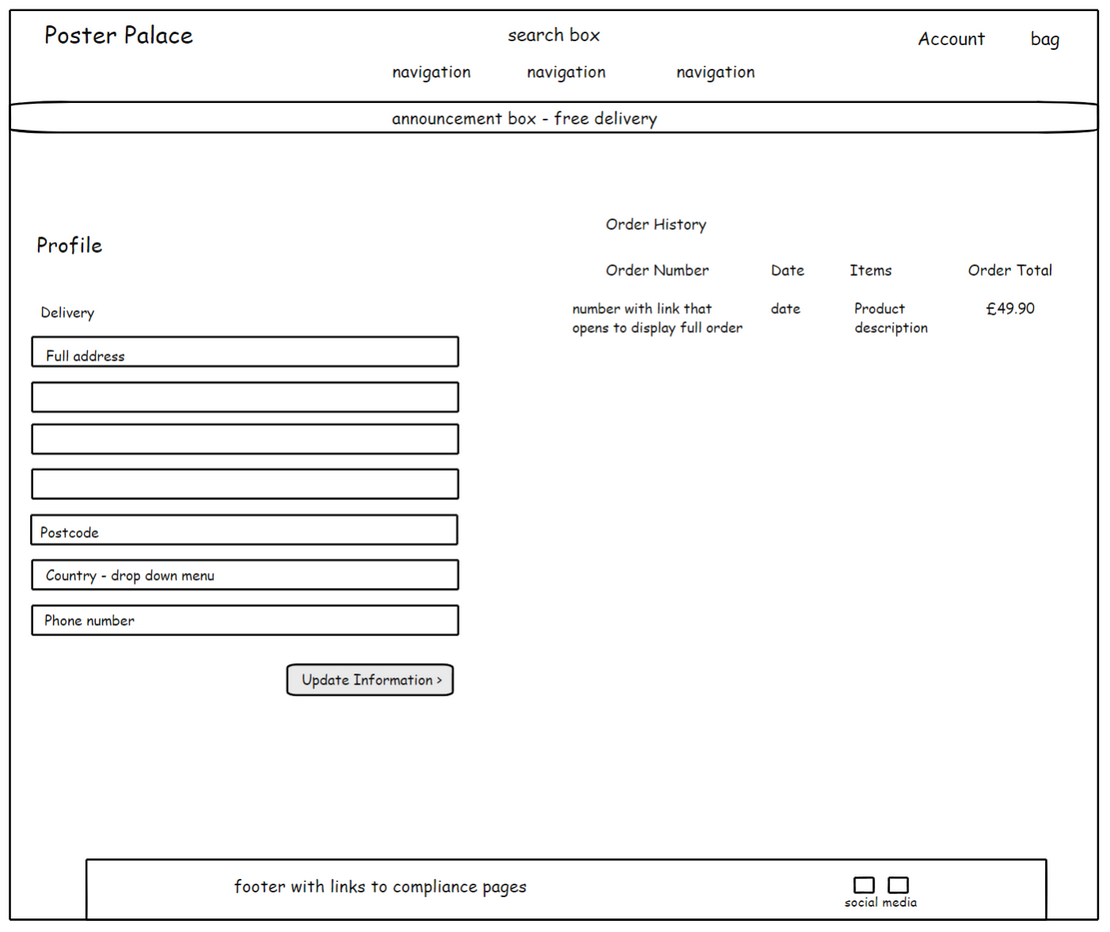 Poster Palace
search box
Account
bag
navigation navigation navigation
announcement box - free delivery
Profile
Delivery
Full address
Postcode
Country - drop down menu
Phone number
Update Information >
Order History
Order Number Date Items Order Total
number with link that
opens to display full order
date
Product
description
£49.90
footer with links to compliance pages
social media